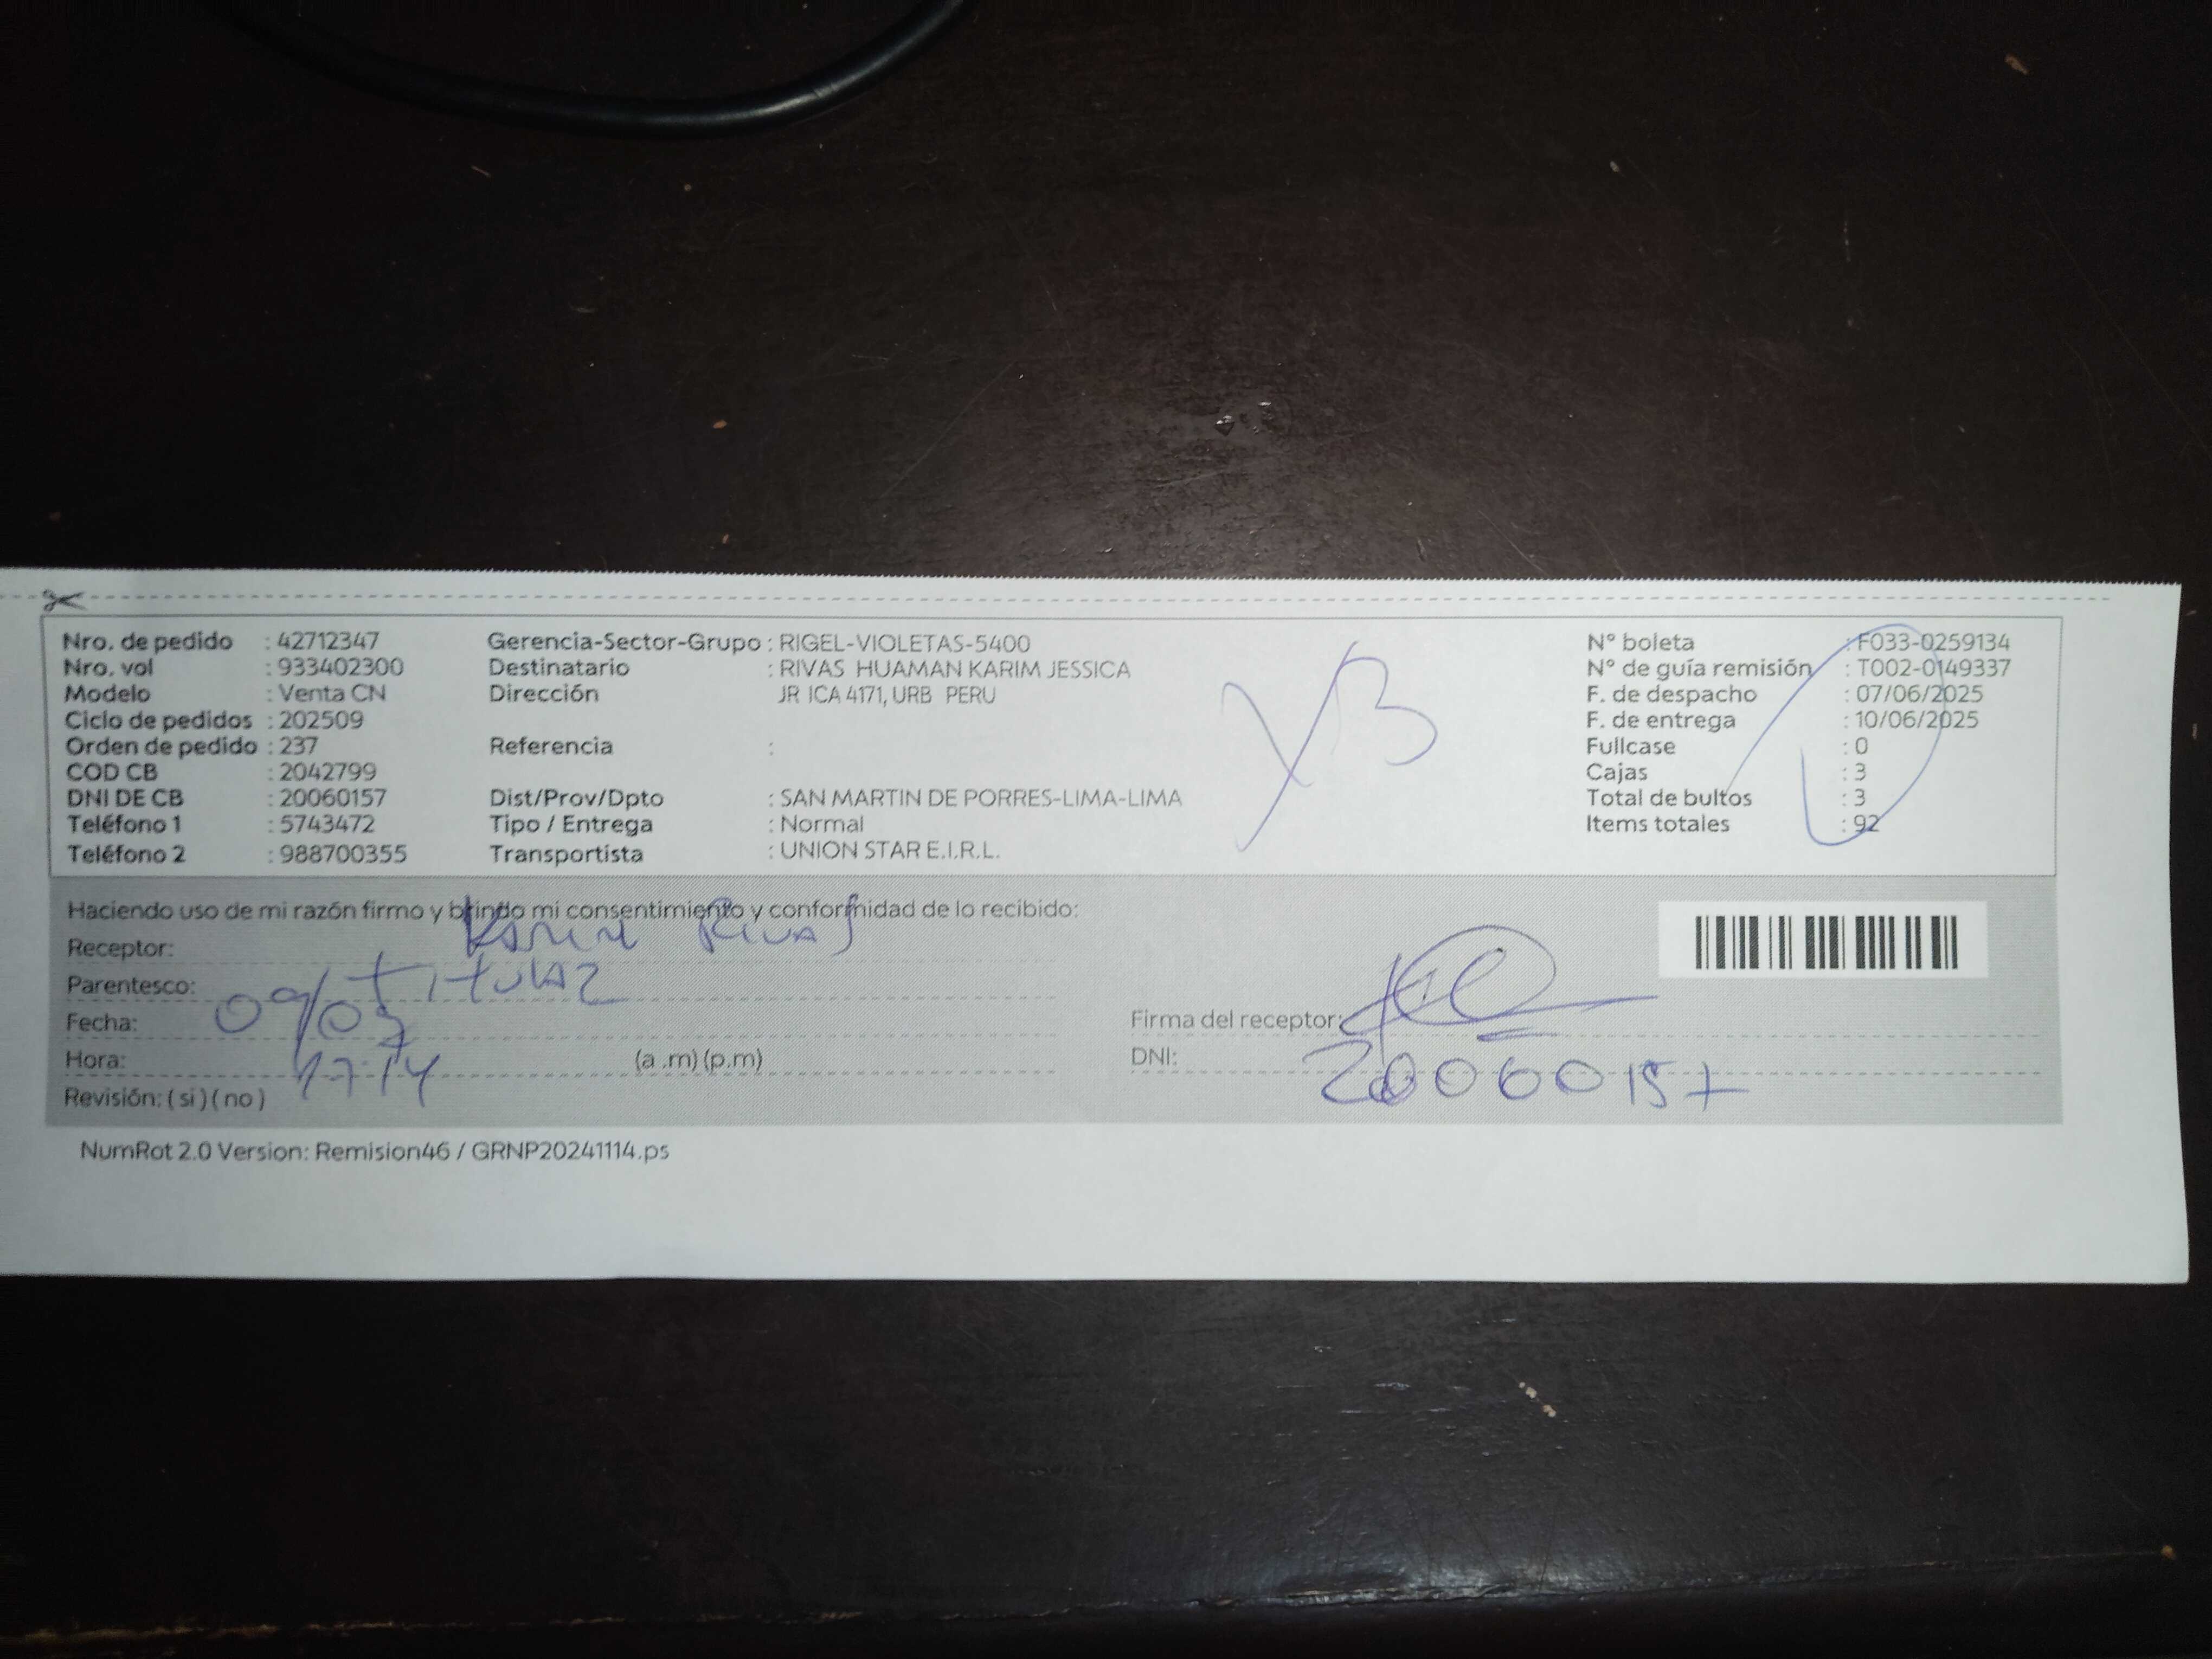 Nro. de pedido : 42712347 Gerencia-Sector-Grupo : RIGEL-VIOLETAS-5400 N° boleta : F033-0259134
Nro. vol : 933402300 Destinatario : RIVAS HUAMAN KARIM JESSICA N° de guía remisión : T002-0149337
Modelo : Venta CN Dirección JR ICA 4171, URB PERU F. de despacho : 07/06/2025
Ciclo de pedidos : 202509 F. de entrega : 10/06/2025
Orden de pedido : 237 Referencia : Fullcase : 0
COD CB : 2042799 Cajas : 3
DNI DE CB : 20060157 Dist/Prov/Dpto : SAN MARTIN DE PORRES-LIMA-LIMA Total de bultos : 3
Teléfono 1 : 5743472 Tipo / Entrega : Normal Items totales : 92
Teléfono 2 : 988700355 Transportista : UNION STAR E.I.R.L.
Haciendo uso de mi razón firmo y brindo mi consentimiento y conformidad de lo recibido:
Receptor: Rivas
Parentesco: Titular
Fecha: Firma del receptor:
Hora: 17:14 (a .m) (p.m) DNI: 20060157
Revisión: ( si ) ( no )
NumRot 2.0 Version: Remision46 / GRNP20241114.ps